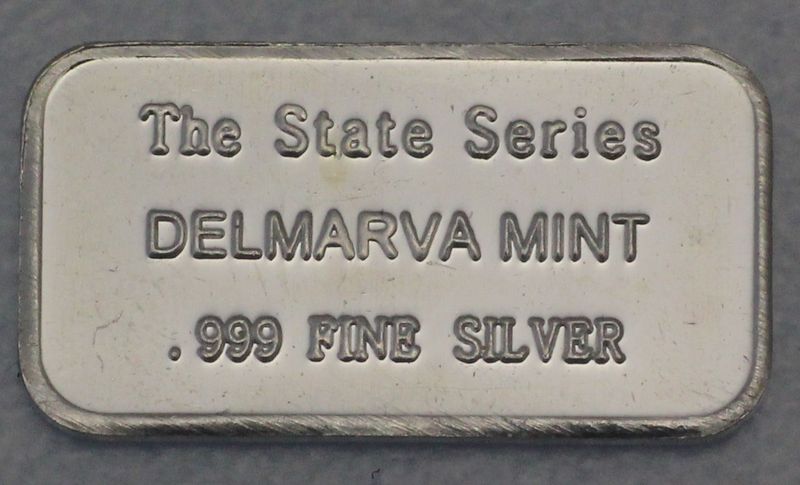 The State Series
DELMARVA MINT
.999 FINE SILVER